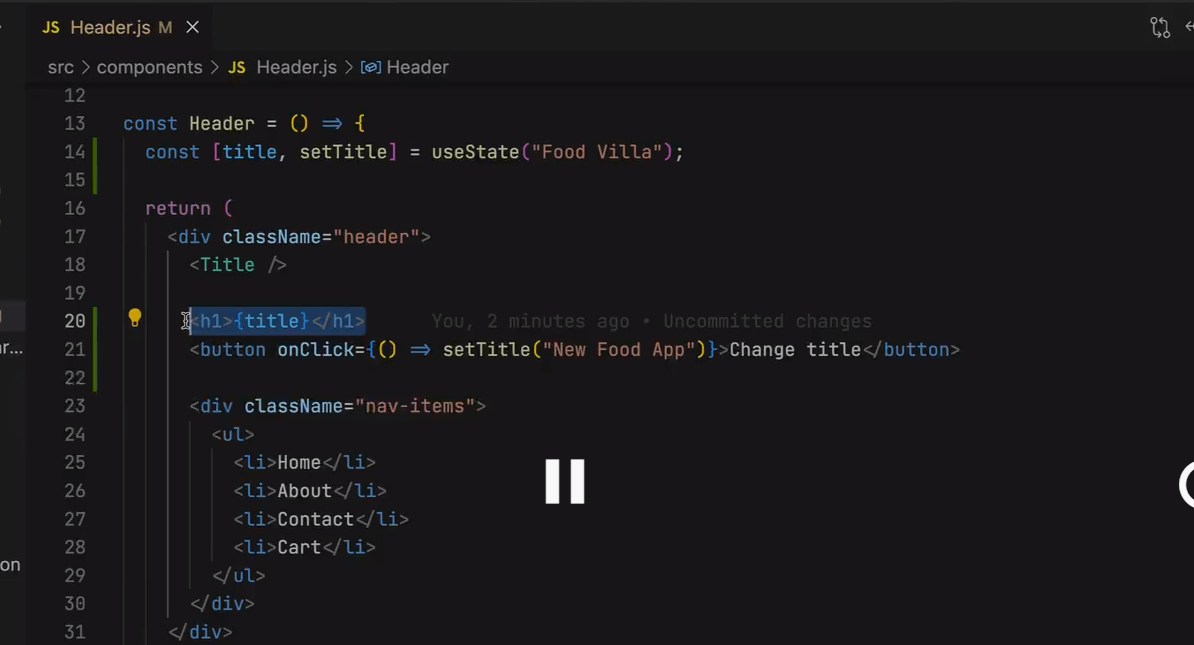 JS Header.js M
src > components > JS Header.js > Header
12
13 const Header = () => {
14 const [title, setTitle] = useState("Food Villa");
15
16 return (
17 <div className="header">
18 <Title />
19
20 <h1>{title}</h1> You, 2 minutes ago • Uncommitted changes
21 <button onClick={() => setTitle("New Food App")}>Change title</button>
22
23 <div className="nav-items">
24 <ul>
25 <li>Home</li>
26 <li>About</li>
27 <li>Contact</li>
28 <li>Cart</li>
29 </ul>
30 </div>
31 </div>